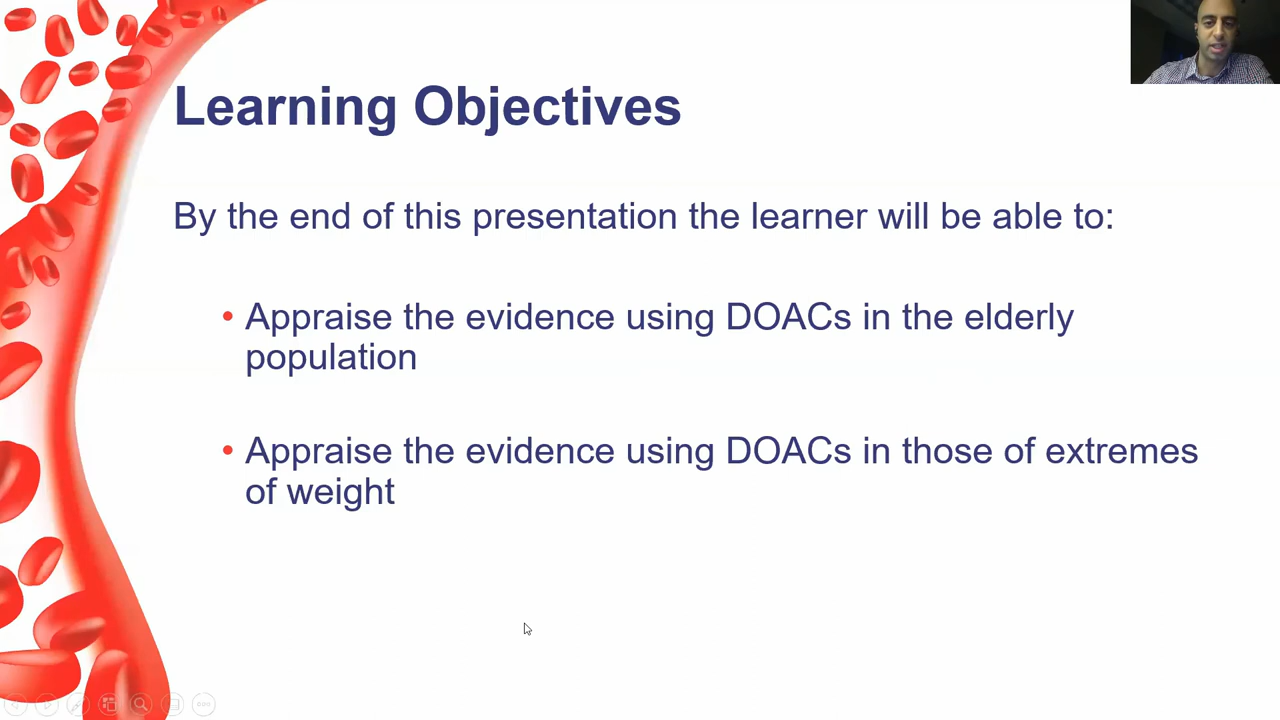 Learning Objectives
By the end of this presentation the learner will be able to:
• Appraise the evidence using DOACs in the elderly
population
• Appraise the evidence using DOACs in those of extremes
of weight